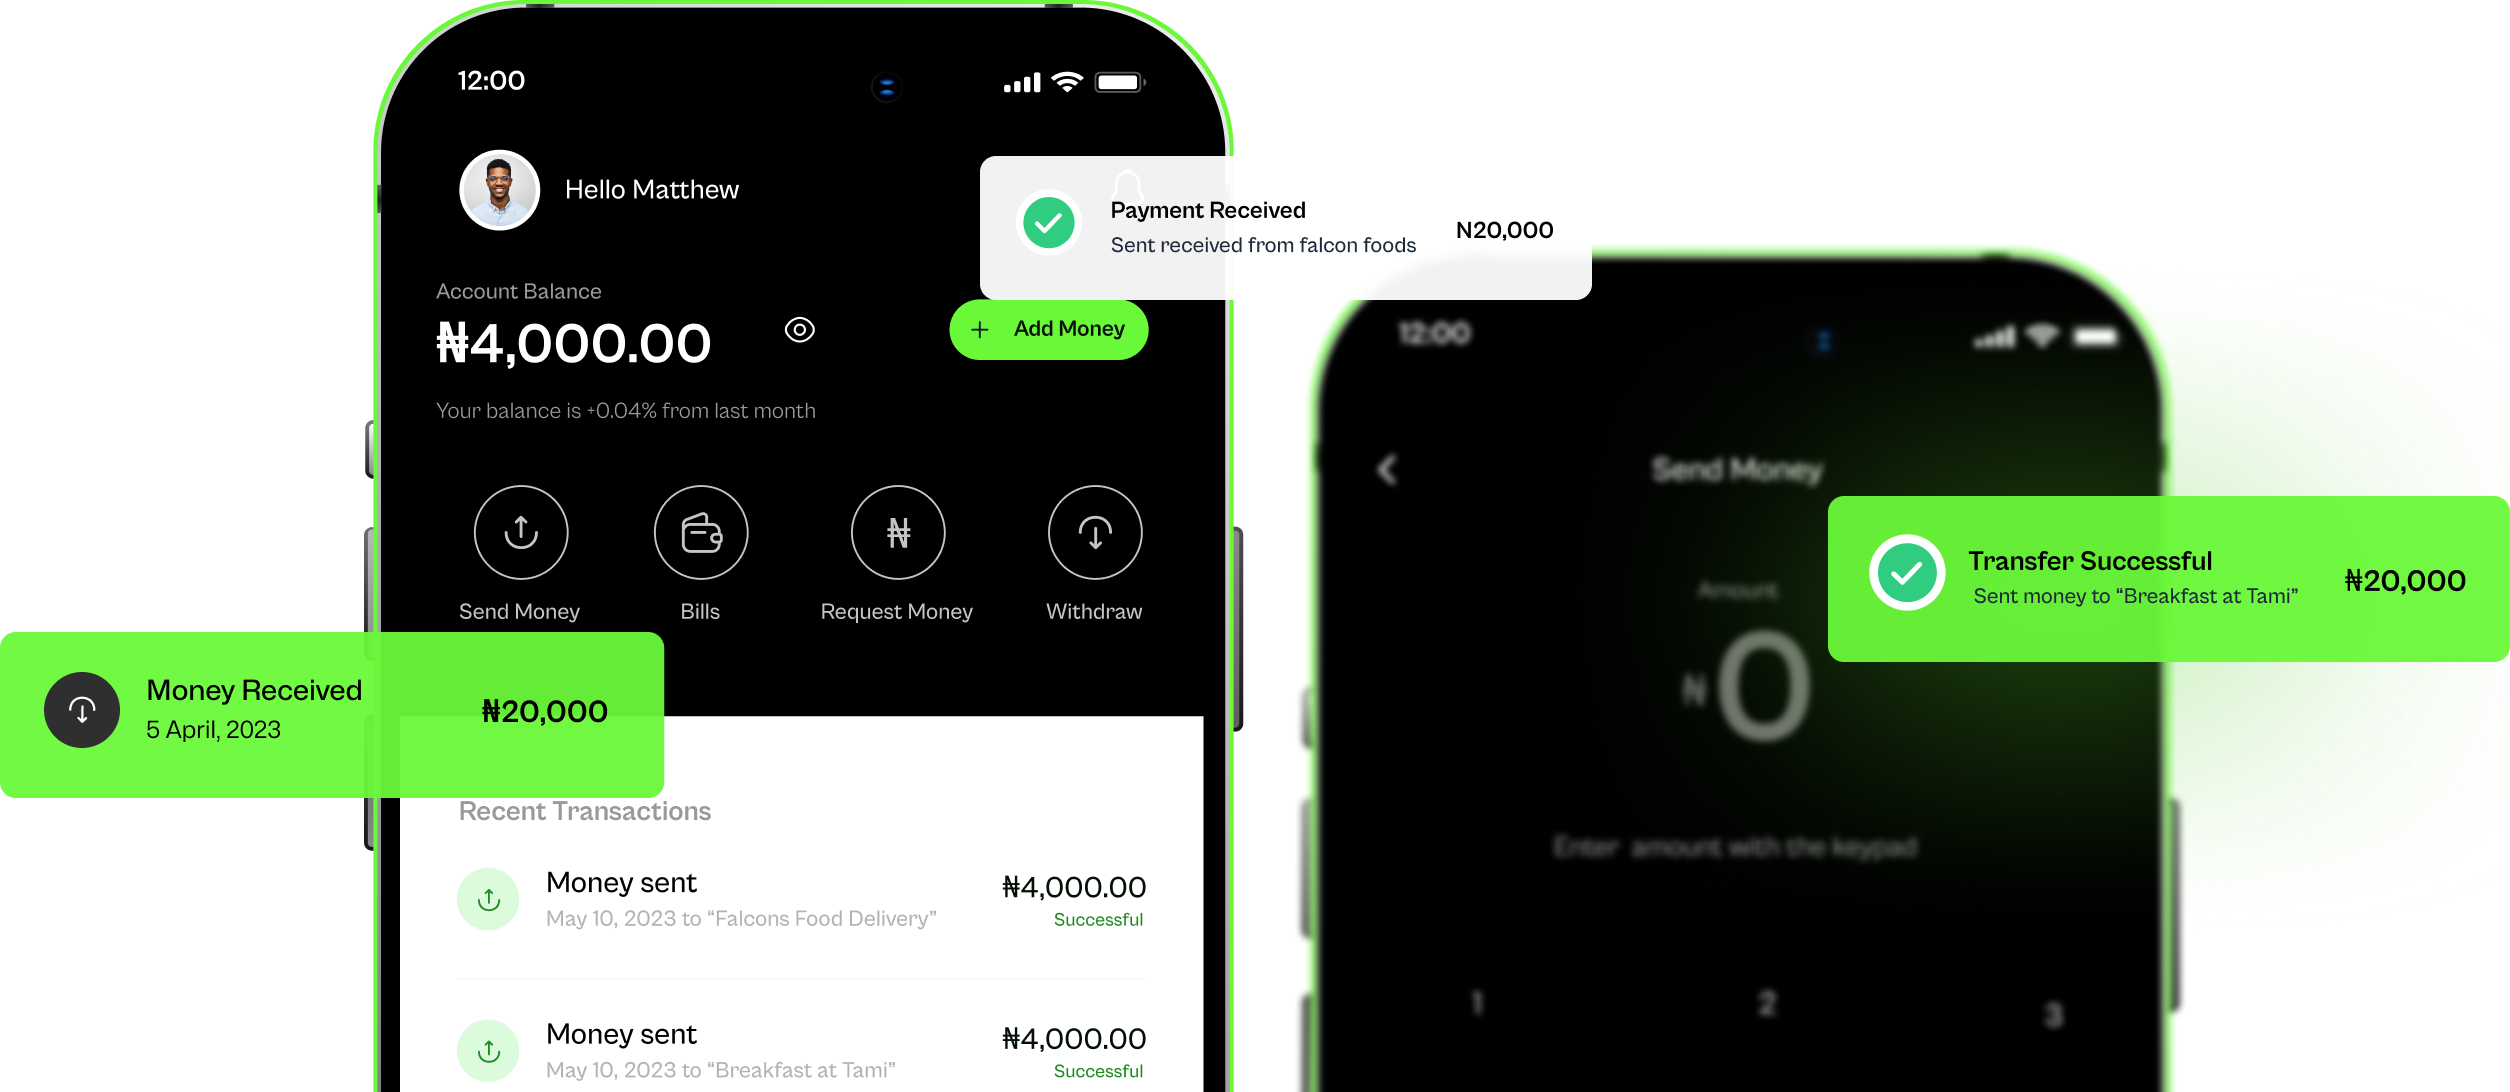 12:00
Hello Matthew
Payment Received
Sent received from falcon foods
N20,000
Account Balance
₦4,000.00
Add Money
Your balance is +0.04% from last month
₦
Send Money
Bills
Request Money
Withdraw
Money Received
5 April, 2023
₦20,000
Recent Transactions
Money sent
May 10, 2023 to “Falcons Food Delivery”
₦4,000.00
Successful
Money sent
May 10, 2023 to “Breakfast at Tami”
₦4,000.00
Successful
12:00
Send Money
Transfer Successful
Sent money to “Breakfast at Tami”
₦20,000
Amount
₦0
Enter amount with the keypad
1
2
3